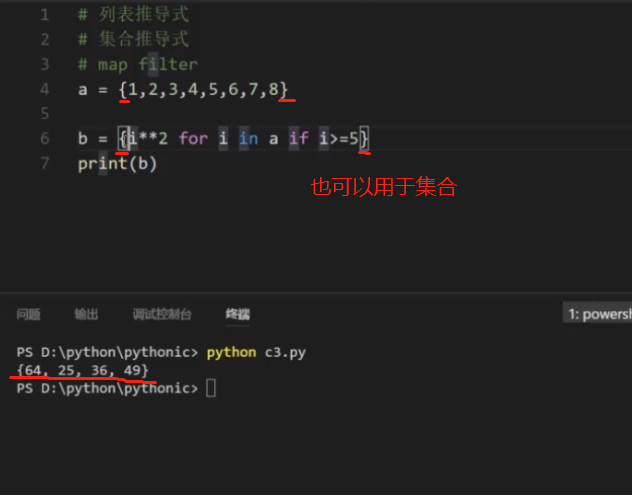 1 # 列表推导式
2 # 集合推导式
3 # map filter
4 a = {1,2,3,4,5,6,7,8}
5
6 b = {i**2 for i in a if i>=5}
7 print(b)
也可以用于集合
问题 输出 调试控制台 终端 1: powersh
PS D:\python\pythonic> python c3.py
{64, 25, 36, 49}
PS D:\python\pythonic>